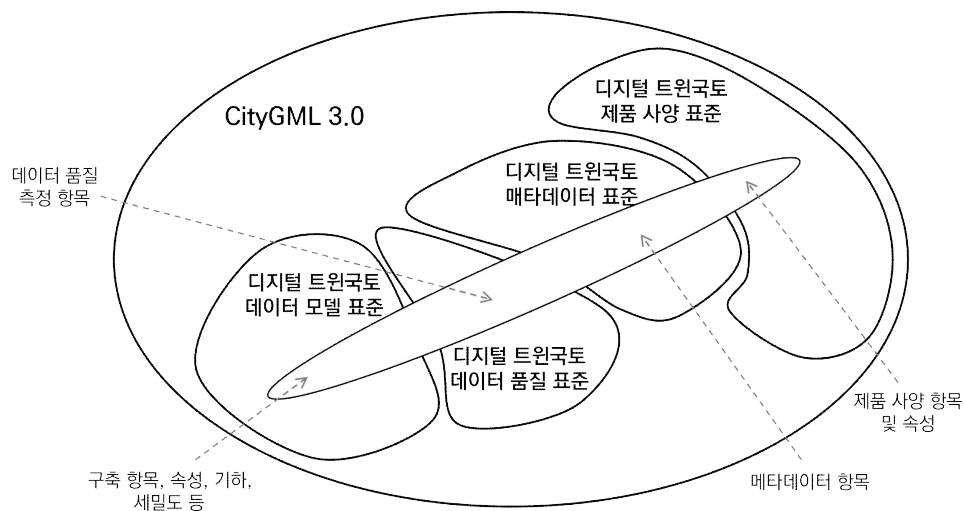 디지털 트윈국토
제품 사양 표준
CityGML 3.0
디지털 트윈국토
매타데이터 표준
데이터 품질
측정 항목
디지털 트윈국토
데이터 모델 표준
디지털 트윈국토
데이터 품질 표준
제품 사양 항목
및 속성
구축 항목, 속성, 기하,
세밀도 등
메타데이터 항목